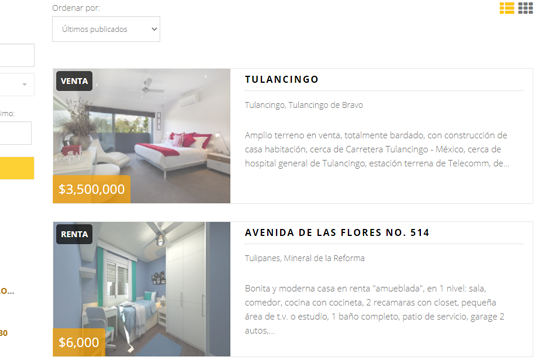 Ordenar por:
Últimos publicados
imo:
VENTA
$3,500,000
TULANCINGO
Tulancingo, Tulancingo de Bravo
Amplio terreno en venta, totalmente bardado, con construcción de
casa habitación, cerca de Carretera Tulancingo - México, cerca de
hospital general de Tulancingo, estación terrena de Telecomm, de...
RENTA
$6,000
AVENIDA DE LAS FLORES NO. 514
Tulipanes, Mineral de la Reforma
Bonita y moderna casa en renta "amueblada", en 1 nivel: sala,
comedor, cocina con cocineta, 2 recamaras con closet, pequeña
área de t.v. o estudio, 1 baño completo, patio de servicio, garage 2
autos,...
O...
30